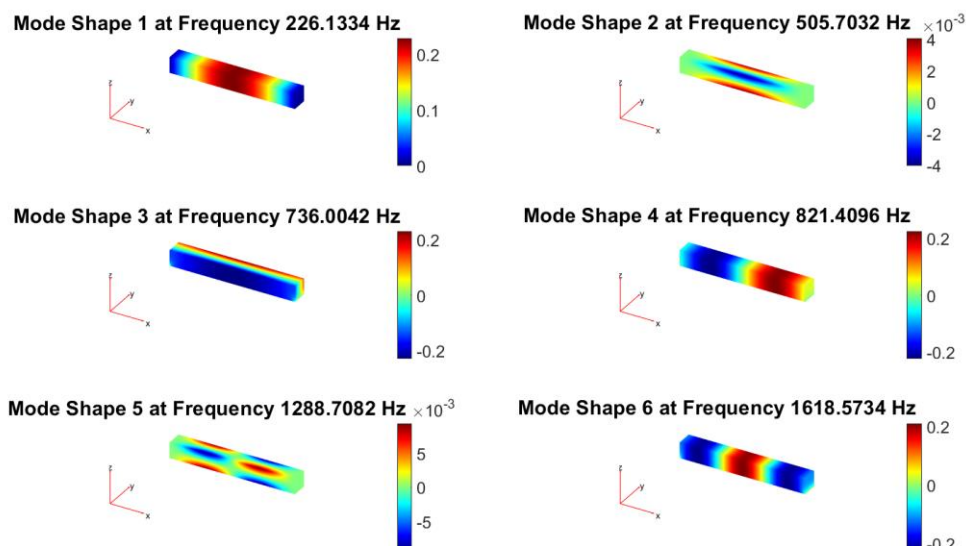 Mode Shape 1 at Frequency 226.1334 Hz
0.2
0.1
0
z
y
x
Mode Shape 2 at Frequency 505.7032 Hz ×10⁻³
4
2
0
-2
-4
z
y
x
Mode Shape 3 at Frequency 736.0042 Hz
0.2
0
-0.2
z
y
x
Mode Shape 4 at Frequency 821.4096 Hz
0.2
0
-0.2
z
y
x
Mode Shape 5 at Frequency 1288.7082 Hz ×10⁻³
5
0
-5
z
y
x
Mode Shape 6 at Frequency 1618.5734 Hz
0.2
0
-0.2
z
y
x